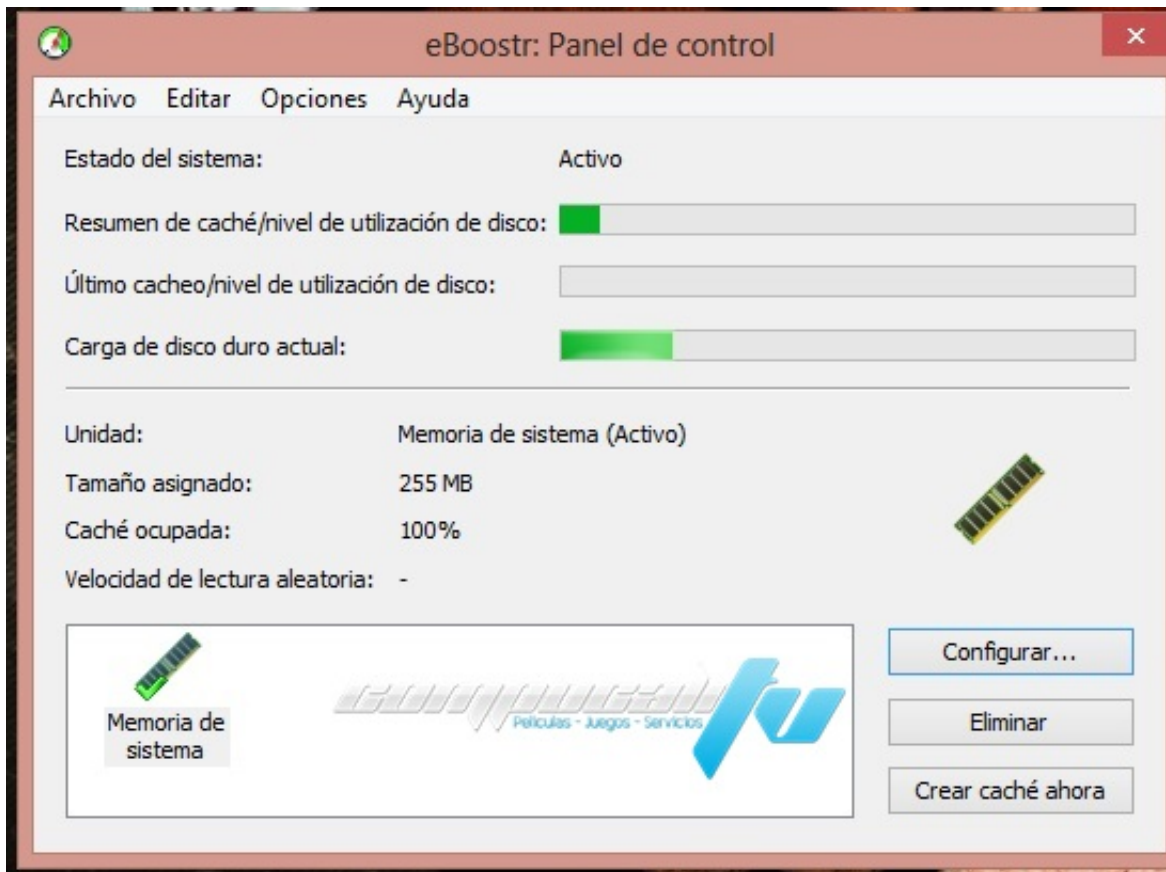 eBoostr: Panel de control
Archivo Editar Opciones Ayuda
Estado del sistema: Activo
Resumen de caché/nivel de utilización de disco:
Último cacheo/nivel de utilización de disco:
Carga de disco duro actual:
Unidad: Memoria de sistema (Activo)
Tamaño asignado: 255 MB
Caché ocupada: 100%
Velocidad de lectura aleatoria: -
Memoria de
sistema
compucalitv
Películas - Juegos - Servicios
Configurar...
Eliminar
Crear caché ahora